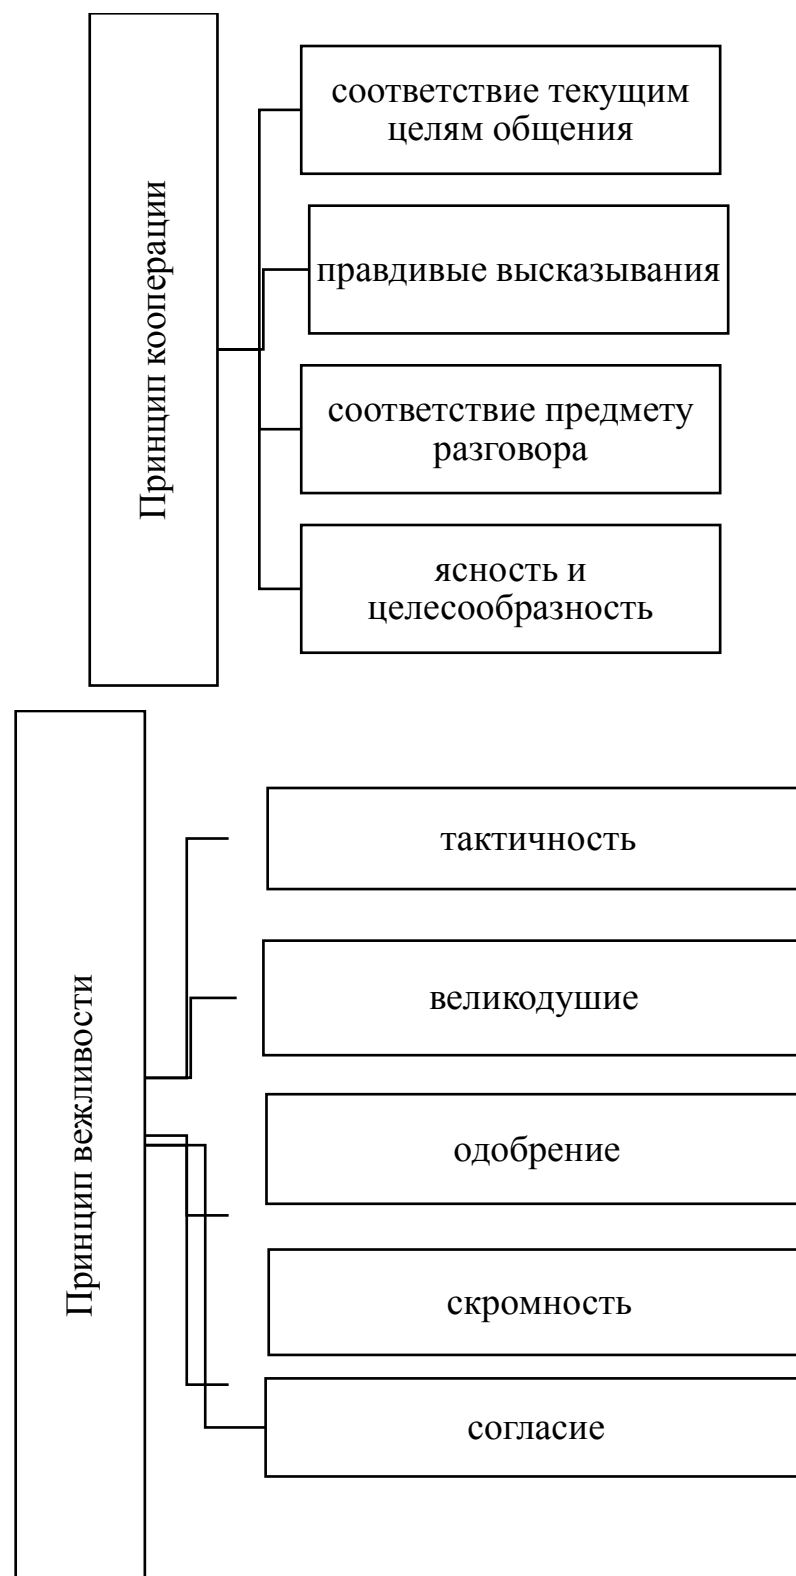 Принцип кооперации
соответствие текущим
целям общения
правдивые высказывания
соответствие предмету
разговора
ясность и
целесообразность
Принцип вежливости
тактичность
великодушие
одобрение
скромность
согласие